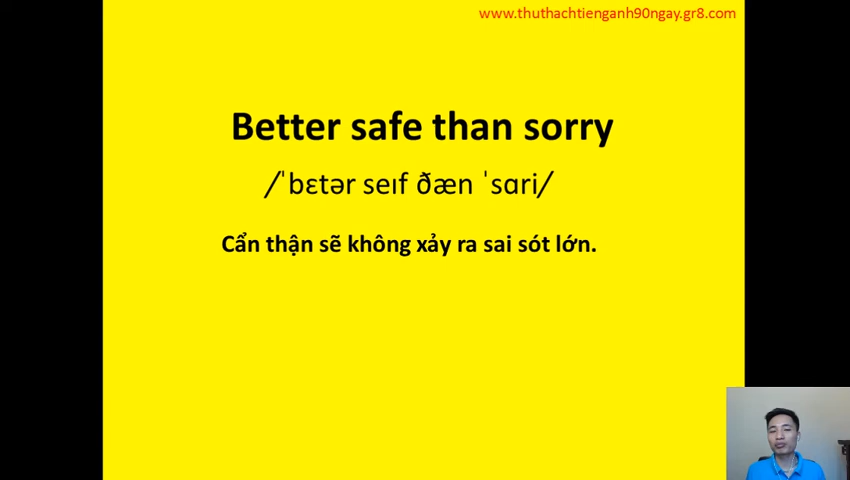 www.thuthachtienganh90ngay.gr8.com
Better safe than sorry
/ˈbɛtər seɪf ðæn ˈsɑri/
Cẩn thận sẽ không xảy ra sai sót lớn.